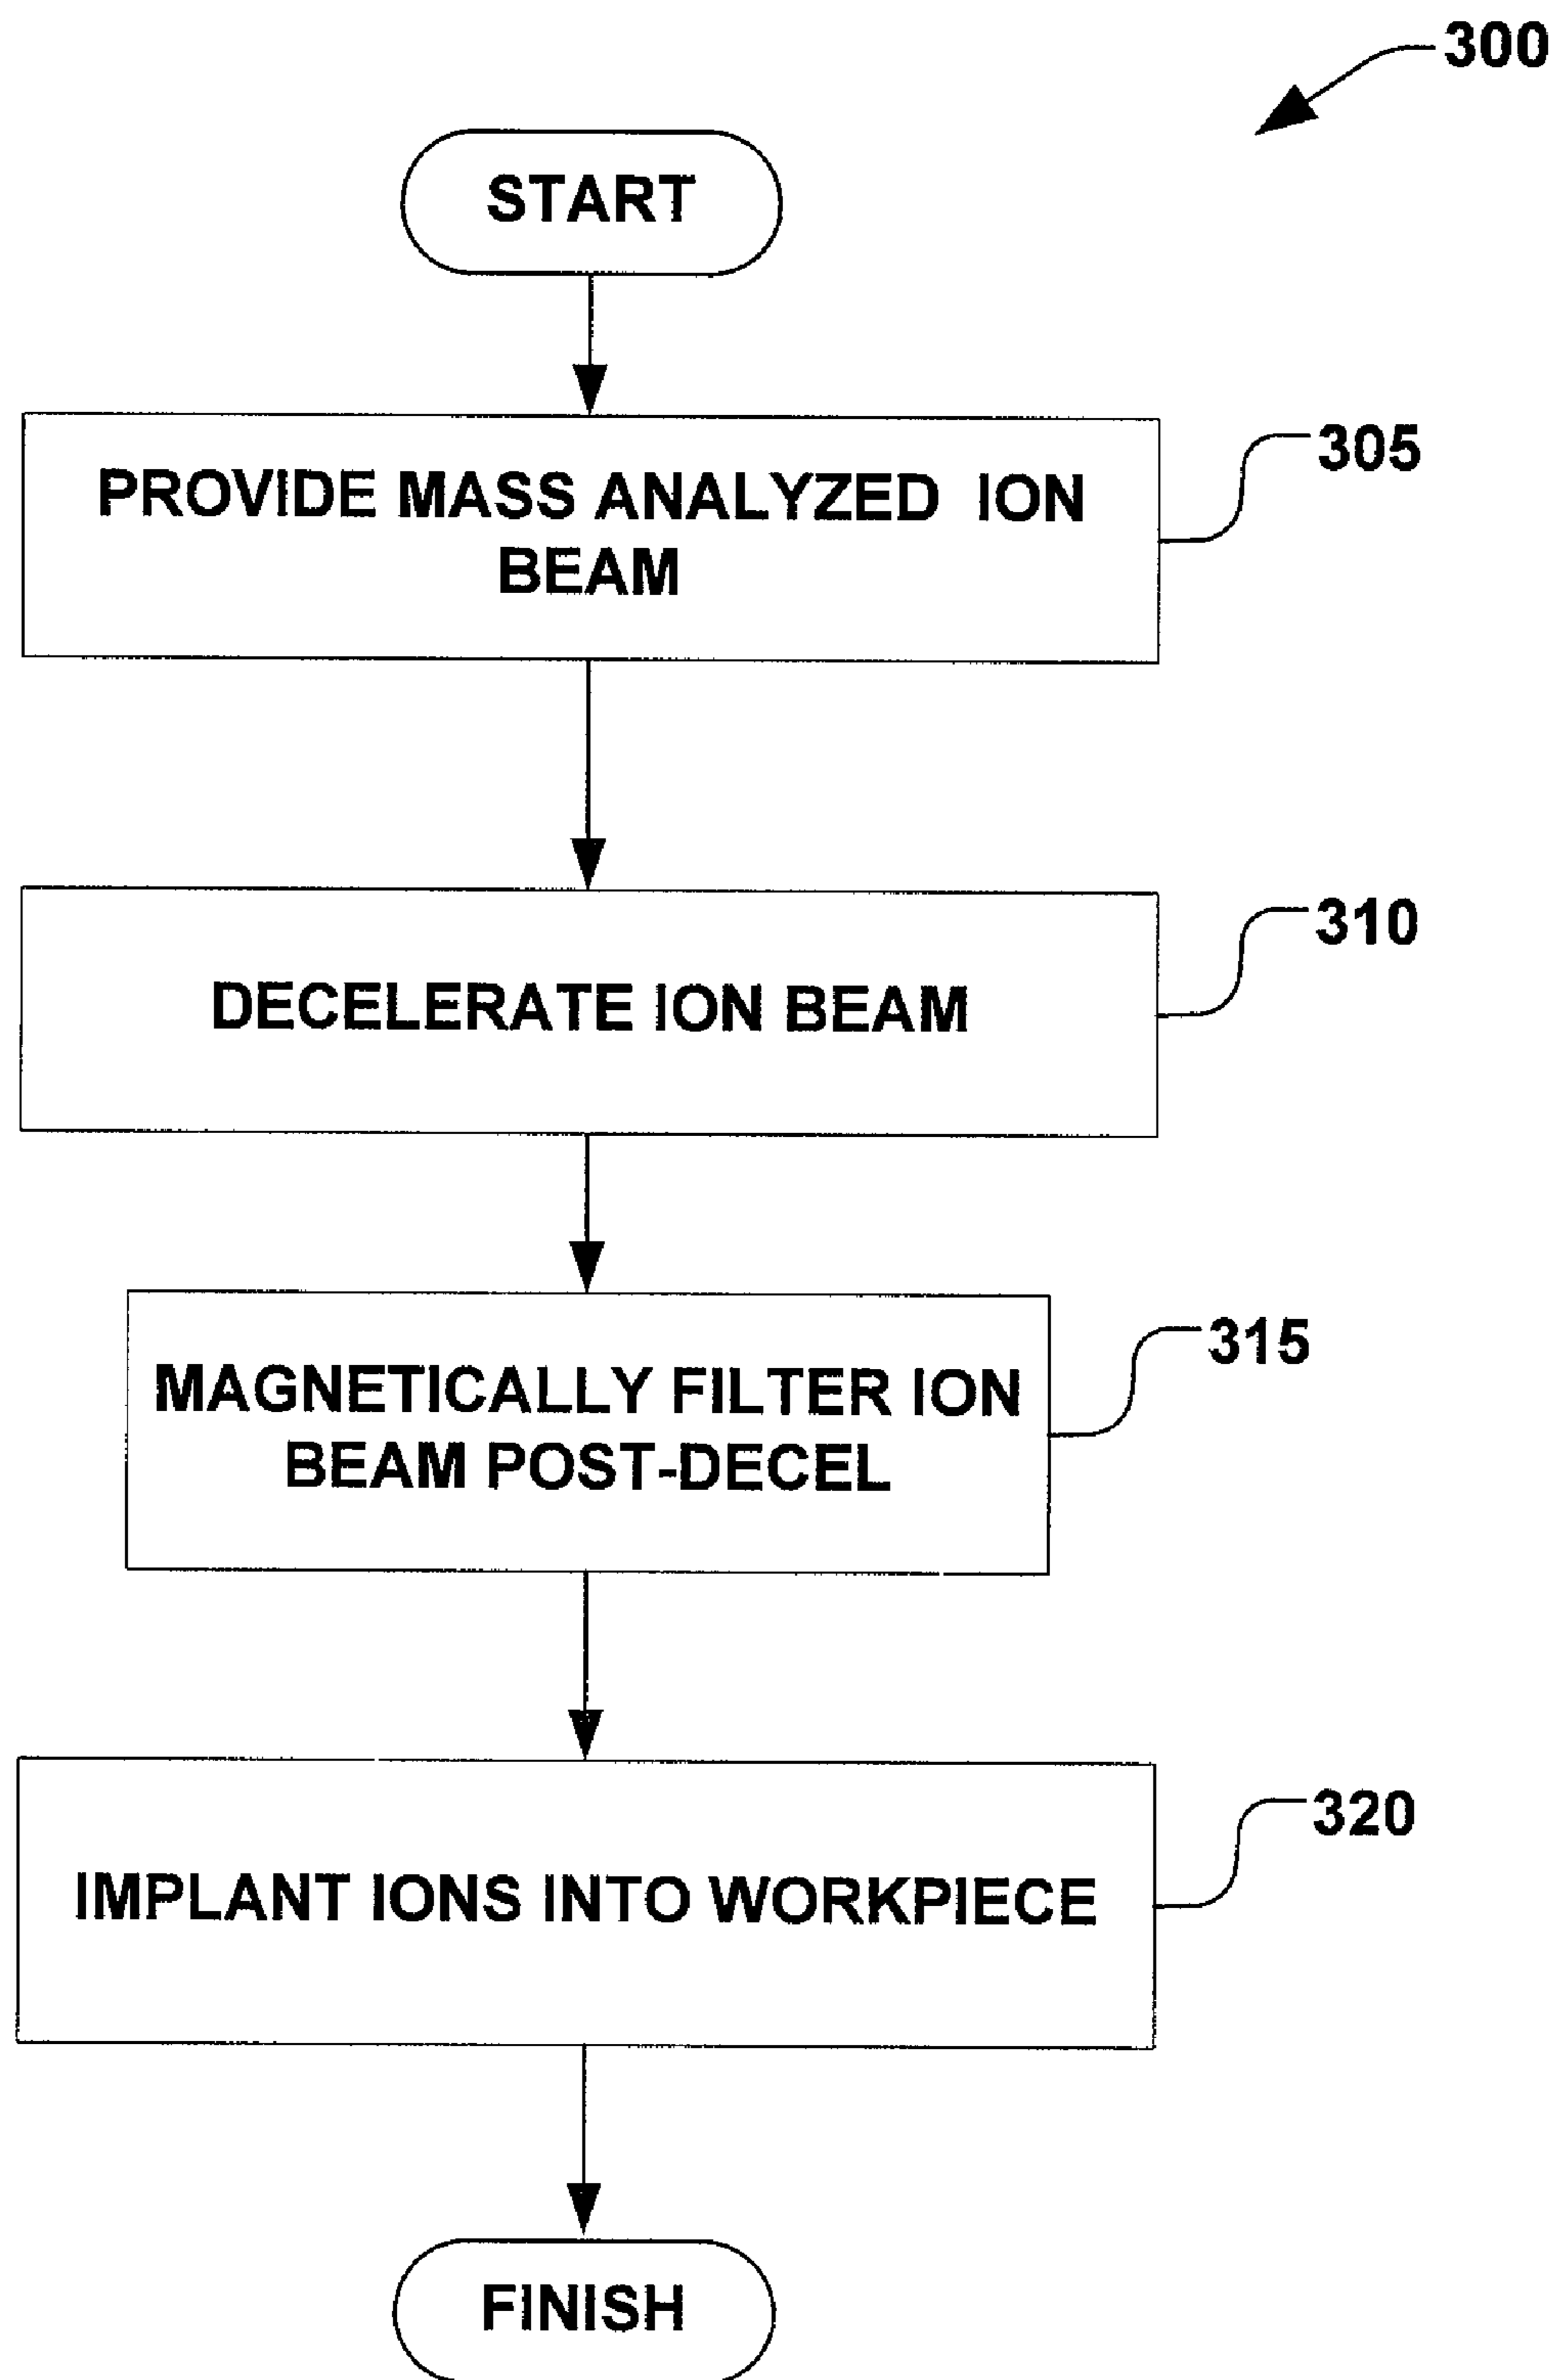 300
START
PROVIDE MASS ANALYZED ION
BEAM
305
DECELERATE ION BEAM
310
MAGNETICALLY FILTER ION
BEAM POST-DECEL
315
IMPLANT IONS INTO WORKPIECE
320
FINISH